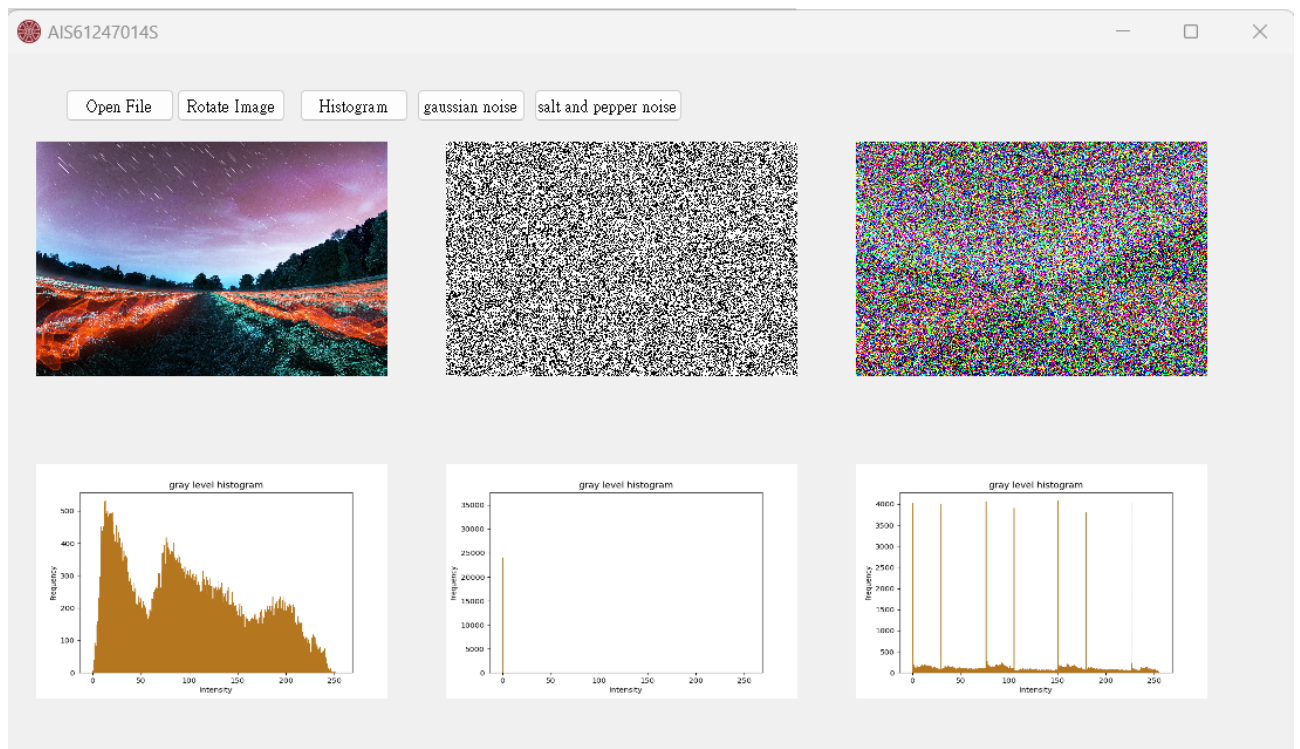 AIS61247014S
Open File Rotate Image Histogram gaussian noise salt and pepper noise
gray level histogram
frequency
500
400
300
200
100
0
0 50 100 150 200 250
intensity
gray level histogram
frequency
35000
30000
25000
20000
15000
10000
5000
0
0 50 100 150 200 250
intensity
gray level histogram
frequency
4000
3500
3000
2500
2000
1500
1000
500
0
0 50 100 150 200 250
intensity